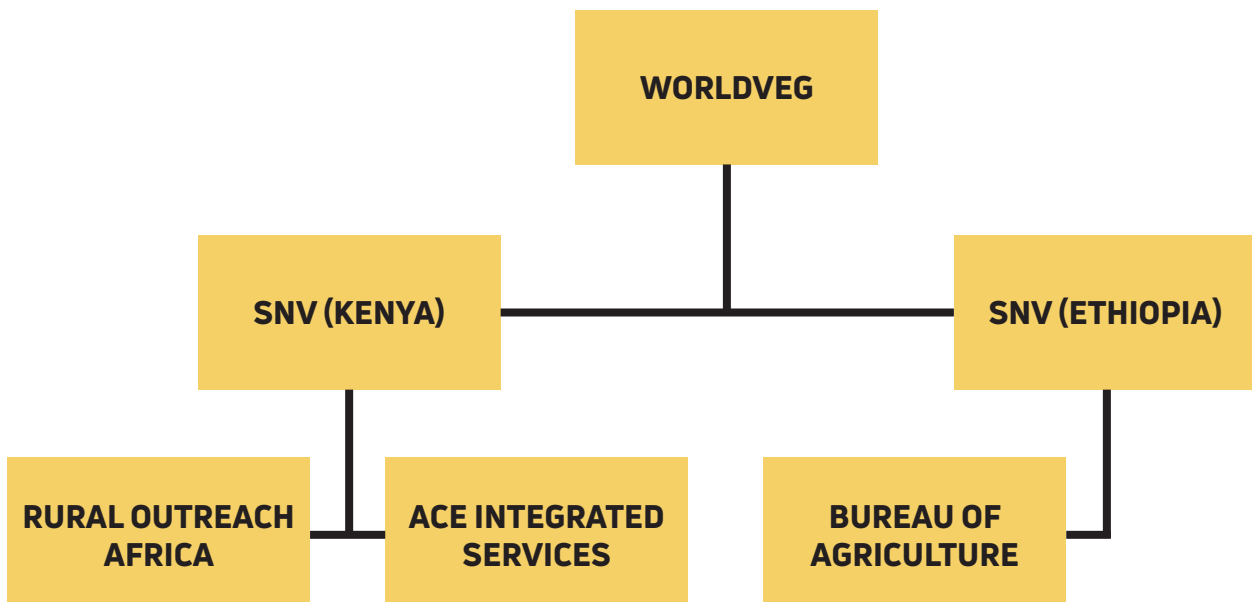 WORLDVEG
SNV (KENYA)
SNV (ETHIOPIA)
RURAL OUTREACH
AFRICA
ACE INTEGRATED
SERVICES
BUREAU OF
AGRICULTURE